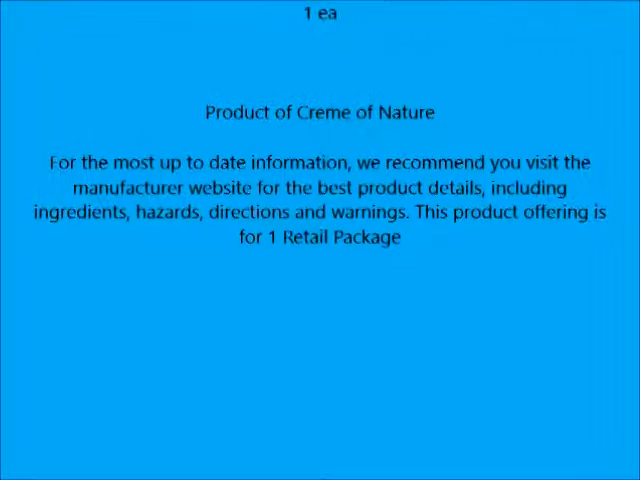 1 ea
Product of Creme of Nature
For the most up to date information, we recommend you visit the
manufacturer website for the best product details, including
ingredients, hazards, directions and warnings. This product offering is
for 1 Retail Package